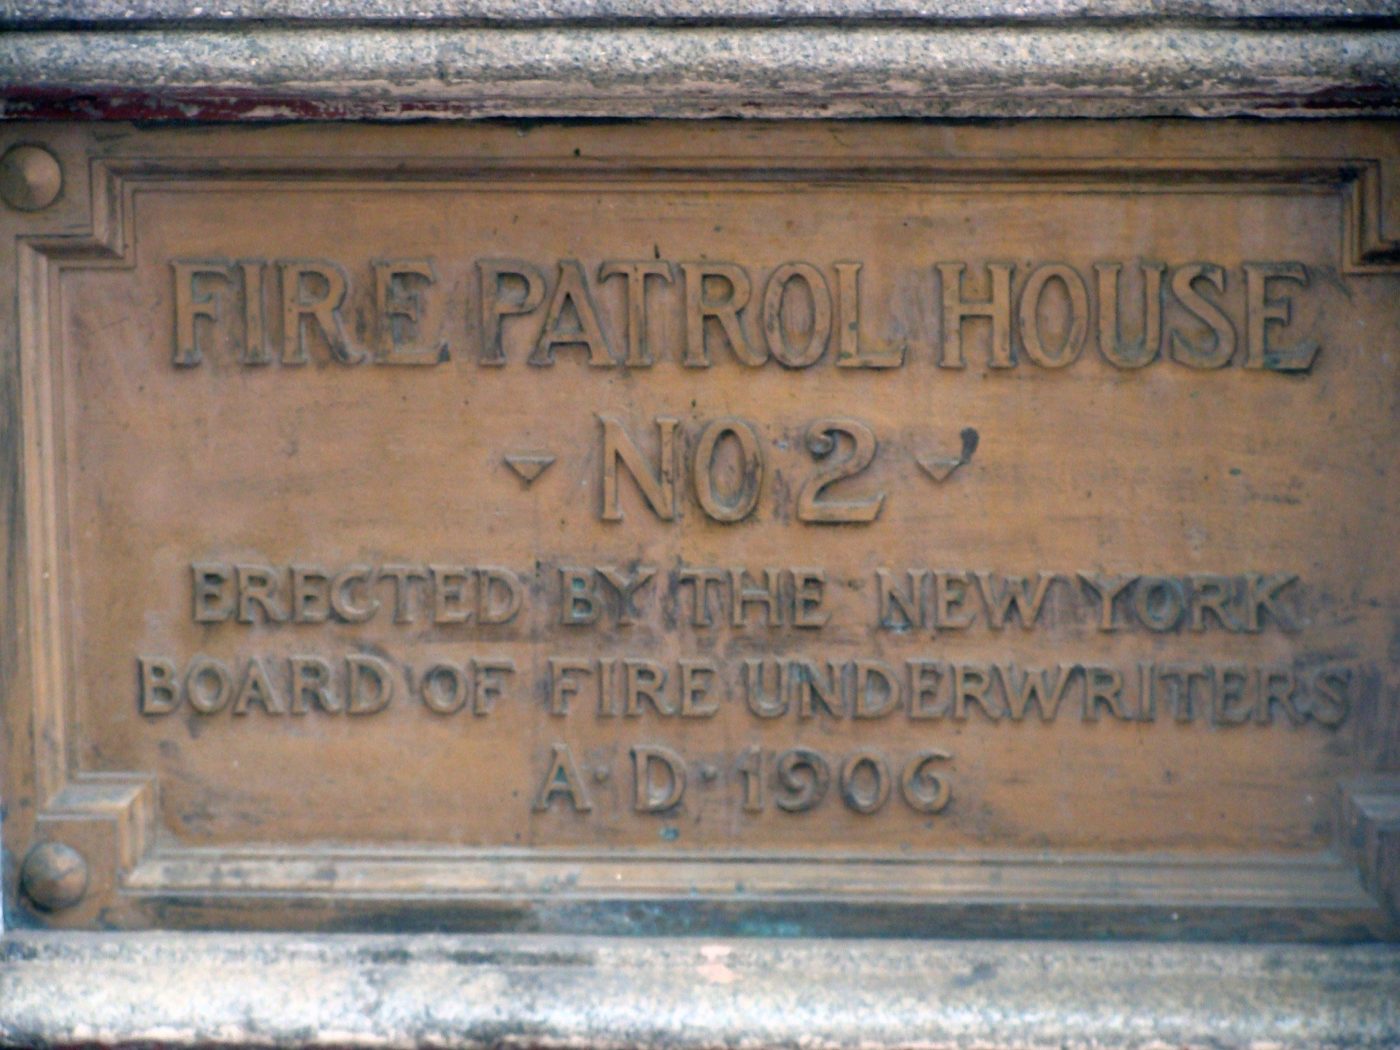 FIRE PATROL HOUSE
NO 2
ERECTED BY THE NEW YORK
BOARD OF FIRE UNDERWRITERS
A·D·1906